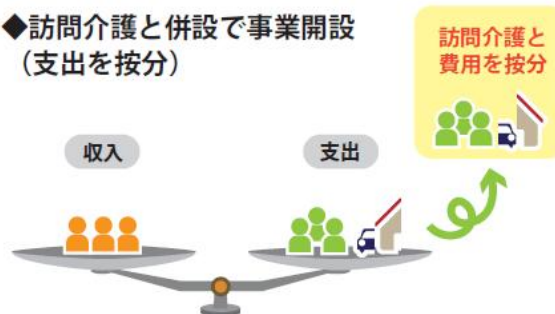 ◆訪問介護と併設で事業開設
（支出を按分）
訪問介護と
費用を按分
収入
支出